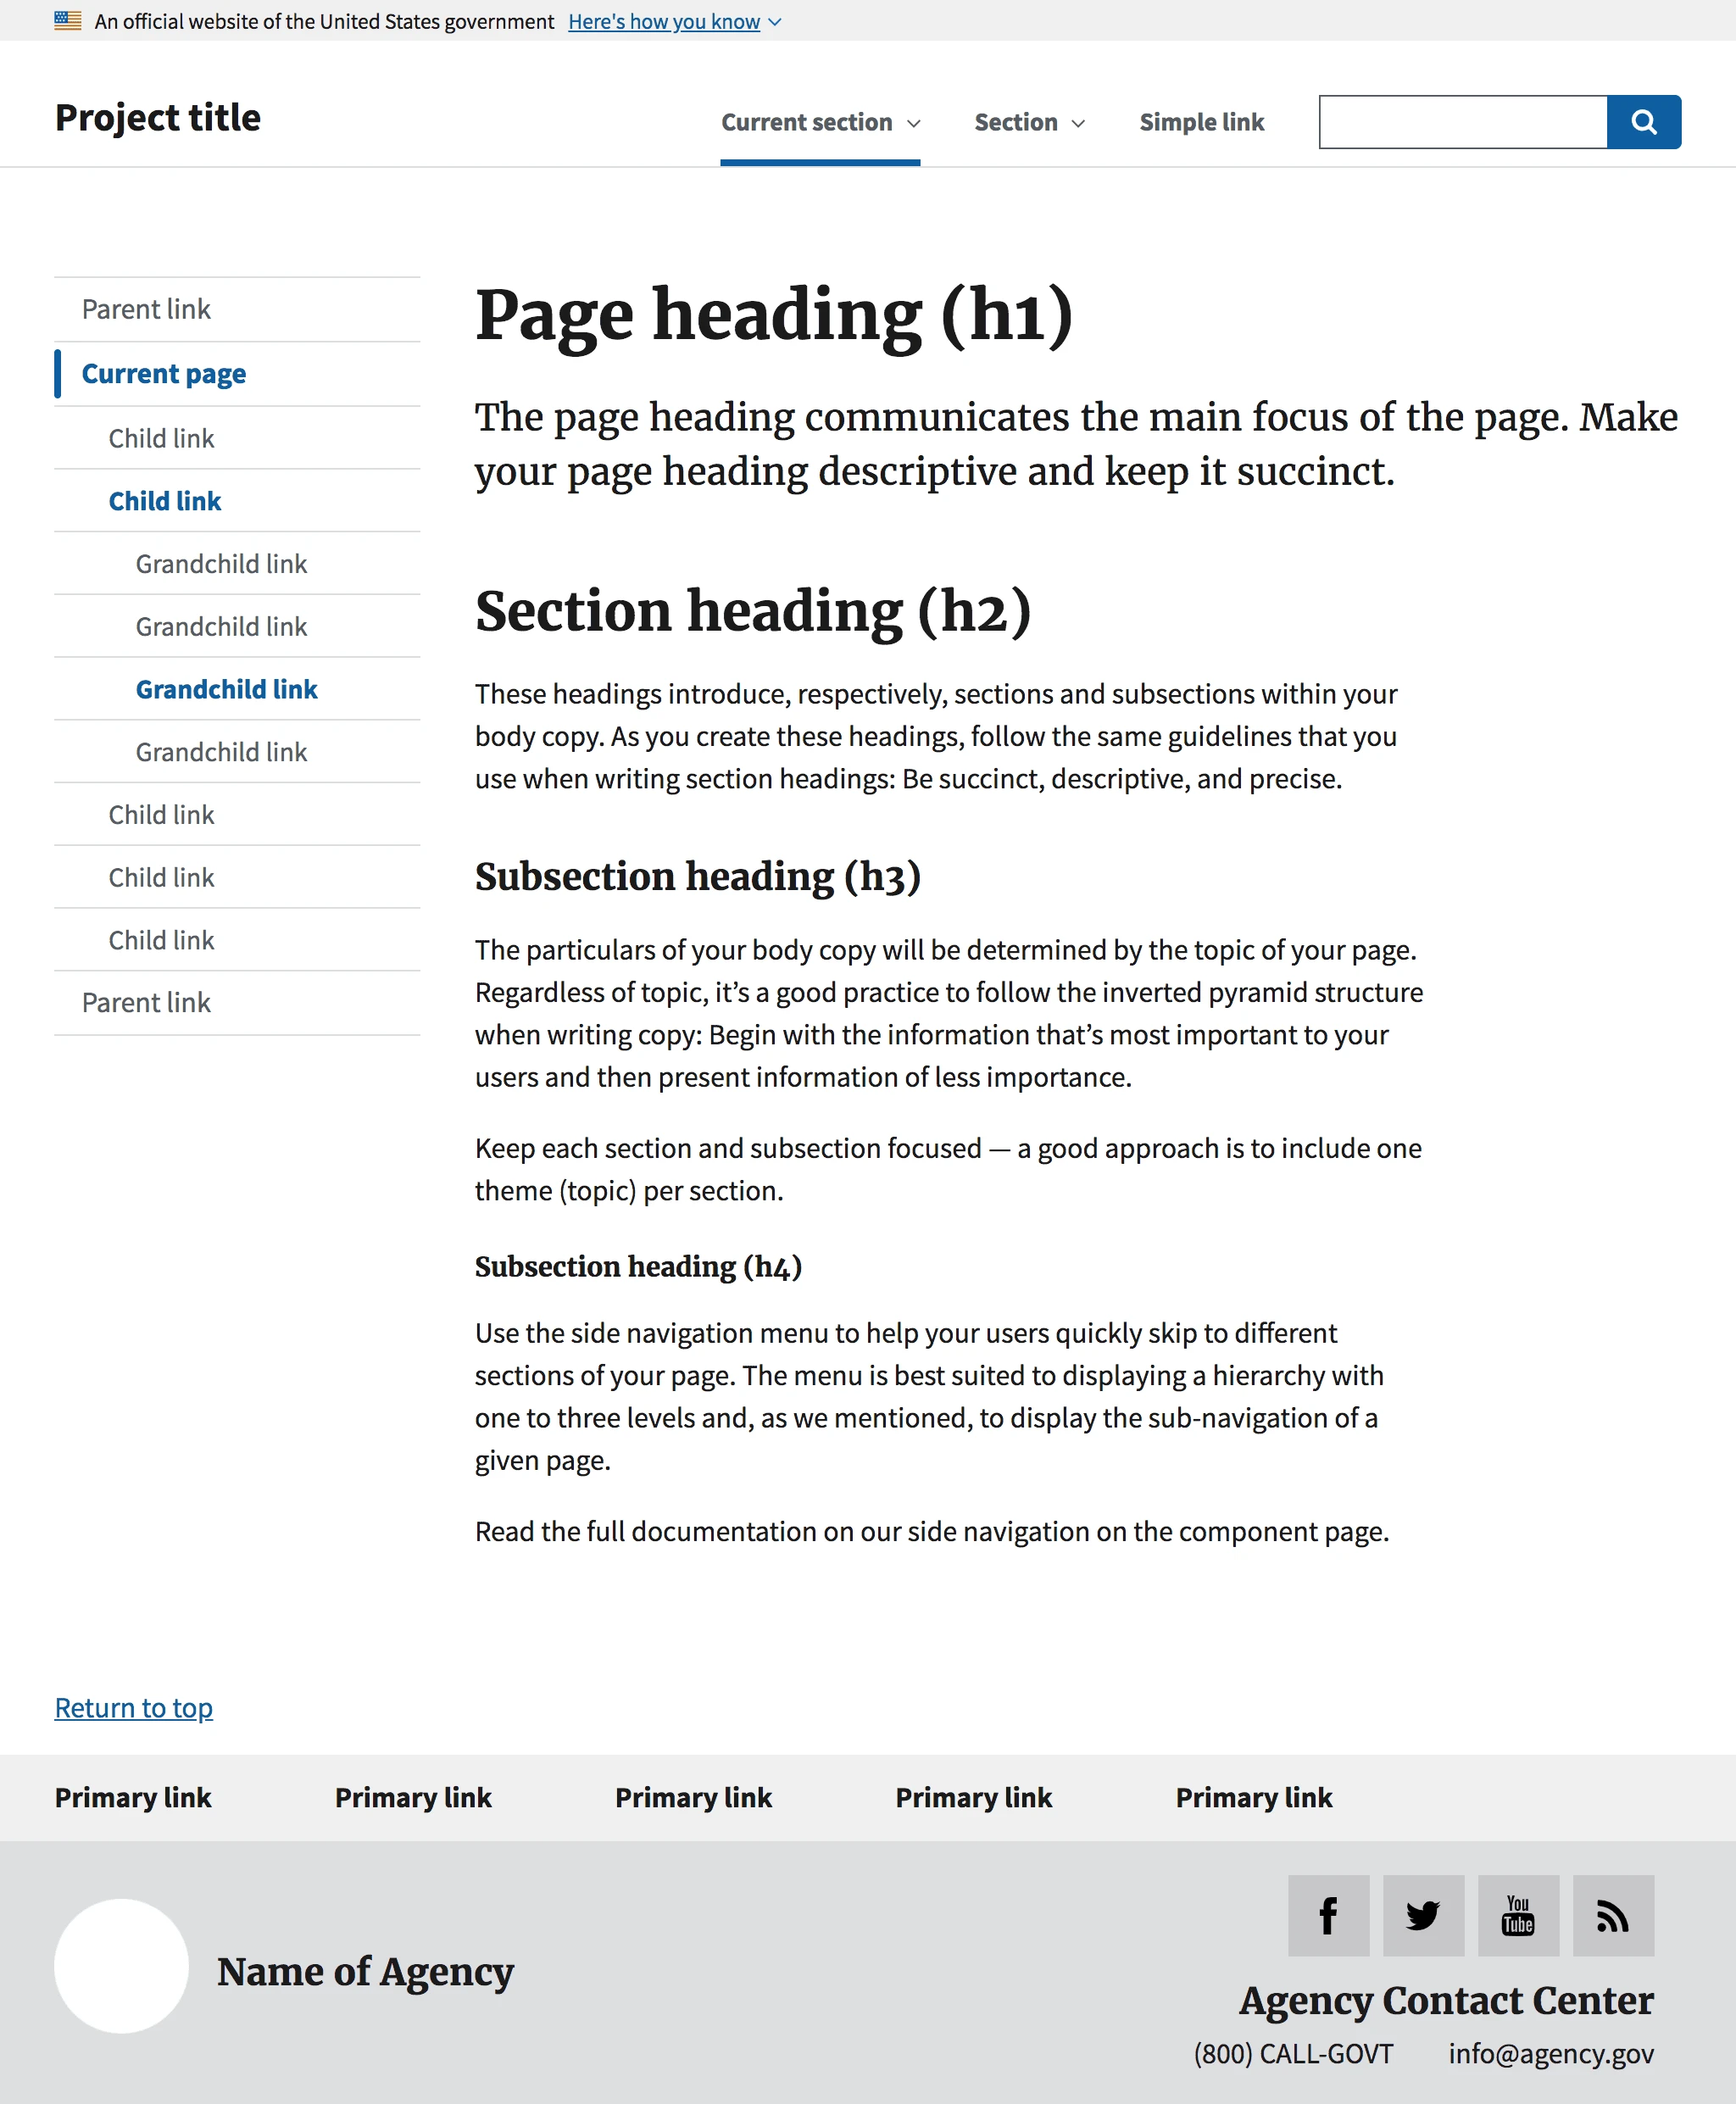 An official website of the United States government Here's how you know
Project title
Current section
Section
Simple link
Parent link
Current page
Child link
Child link
Grandchild link
Grandchild link
Grandchild link
Grandchild link
Child link
Child link
Child link
Parent link
Page heading (h1)
The page heading communicates the main focus of the page. Make
your page heading descriptive and keep it succinct.
Section heading (h2)
These headings introduce, respectively, sections and subsections within your
body copy. As you create these headings, follow the same guidelines that you
use when writing section headings: Be succinct, descriptive, and precise.
Subsection heading (h3)
The particulars of your body copy will be determined by the topic of your page.
Regardless of topic, it’s a good practice to follow the inverted pyramid structure
when writing copy: Begin with the information that’s most important to your
users and then present information of less importance.
Keep each section and subsection focused — a good approach is to include one
theme (topic) per section.
Subsection heading (h4)
Use the side navigation menu to help your users quickly skip to different
sections of your page. The menu is best suited to displaying a hierarchy with
one to three levels and, as we mentioned, to display the sub-navigation of a
given page.
Read the full documentation on our side navigation on the component page.
Return to top
Primary link
Primary link
Primary link
Primary link
Primary link
Name of Agency
You
Tube
Agency Contact Center
(800) CALL-GOVT
info@agency.gov